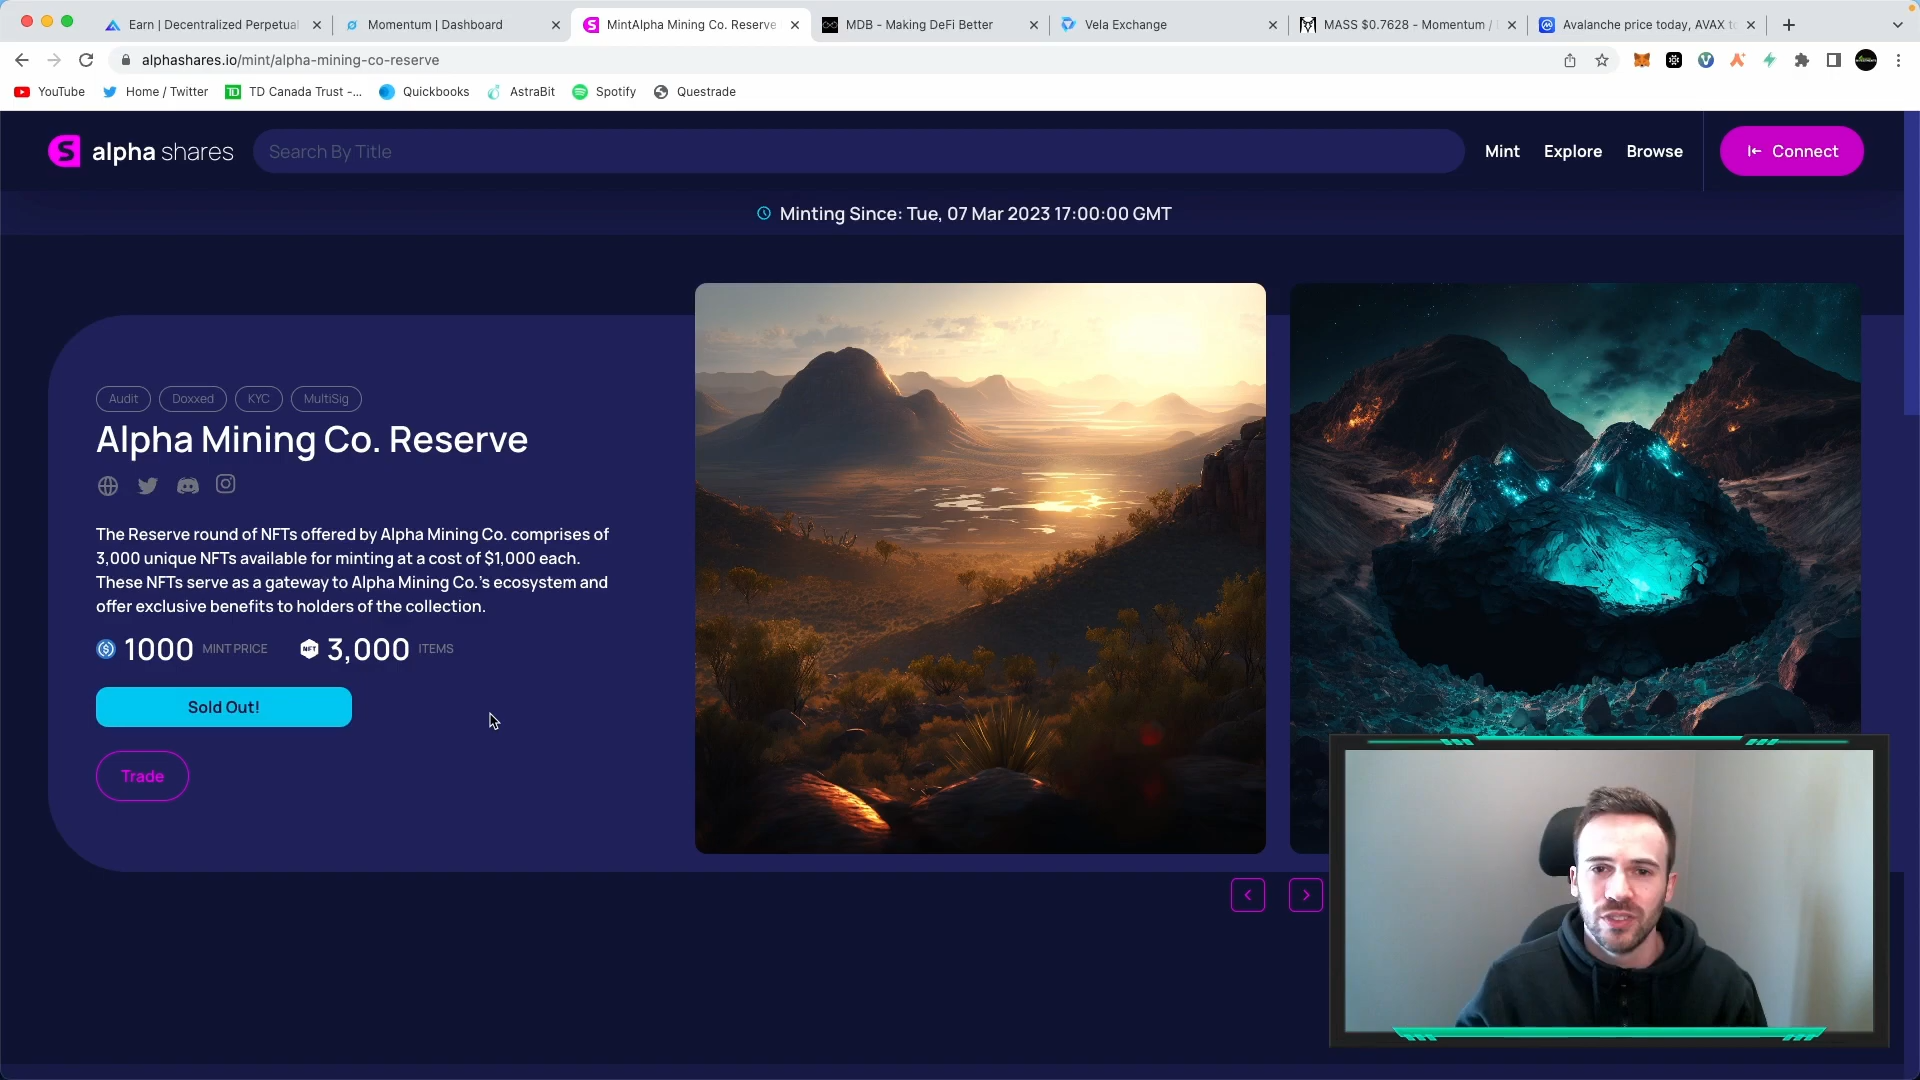 Earn | Decentralized Perpetual
Momentum | Dashboard
MintAlpha Mining Co. Reserve
MDB - Making DeFi Better
Vela Exchange
MASS $0.7628 - Momentum /
Avalanche price today, AVAX to
alphashares.io/mint/alpha-mining-co-reserve
YouTube
Home / Twitter
TD Canada Trust -...
Quickbooks
AstraBit
Spotify
Questrade
alpha shares
Search By Title
Mint
Explore
Browse
Connect
Minting Since: Tue, 07 Mar 2023 17:00:00 GMT
Audit
Doxxed
KYC
MultiSig
Alpha Mining Co. Reserve
The Reserve round of NFTs offered by Alpha Mining Co. comprises of
3,000 unique NFTs available for minting at a cost of $1,000 each.
These NFTs serve as a gateway to Alpha Mining Co.'s ecosystem and
offer exclusive benefits to holders of the collection.
1000 MINT PRICE
NFT 3,000 ITEMS
Sold Out!
Trade